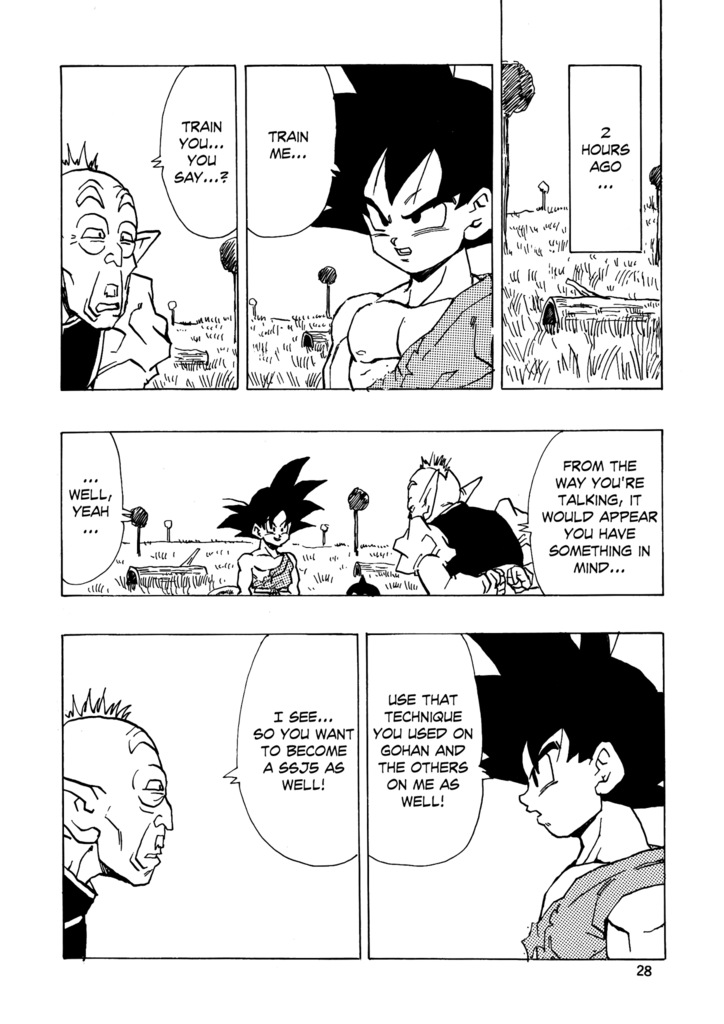 2
HOURS
AGO
...
TRAIN
ME...
TRAIN
YOU...
YOU
SAY...?
FROM THE
WAY YOU'RE
TALKING, IT
WOULD APPEAR
YOU HAVE
SOMETHING IN
MIND...
...
WELL,
YEAH
...
USE THAT
TECHNIQUE
YOU USED ON
GOHAN AND
THE OTHERS
ON ME AS
WELL!
I SEE...
SO YOU WANT
TO BECOME
A SSJ5 AS
WELL!
28